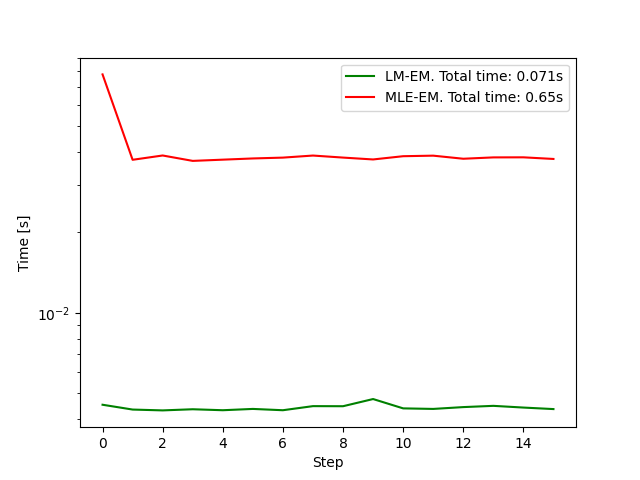 LM-EM. Total time: 0.071s
MLE-EM. Total time: 0.65s
Time [s]
10⁻²
0 2 4 6 8 10 12 14
Step